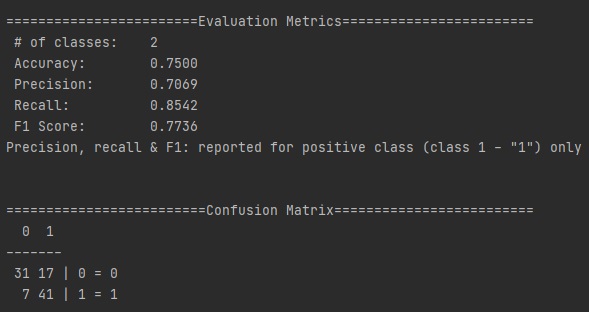 ========================Evaluation Metrics========================
# of classes:    2
Accuracy:        0.7500
Precision:       0.7069
Recall:          0.8542
F1 Score:        0.7736
Precision, recall & F1: reported for positive class (class 1 - "1") only
=========================Confusion Matrix=========================
  0  1
-------
 31 17 | 0 = 0
  7 41 | 1 = 1